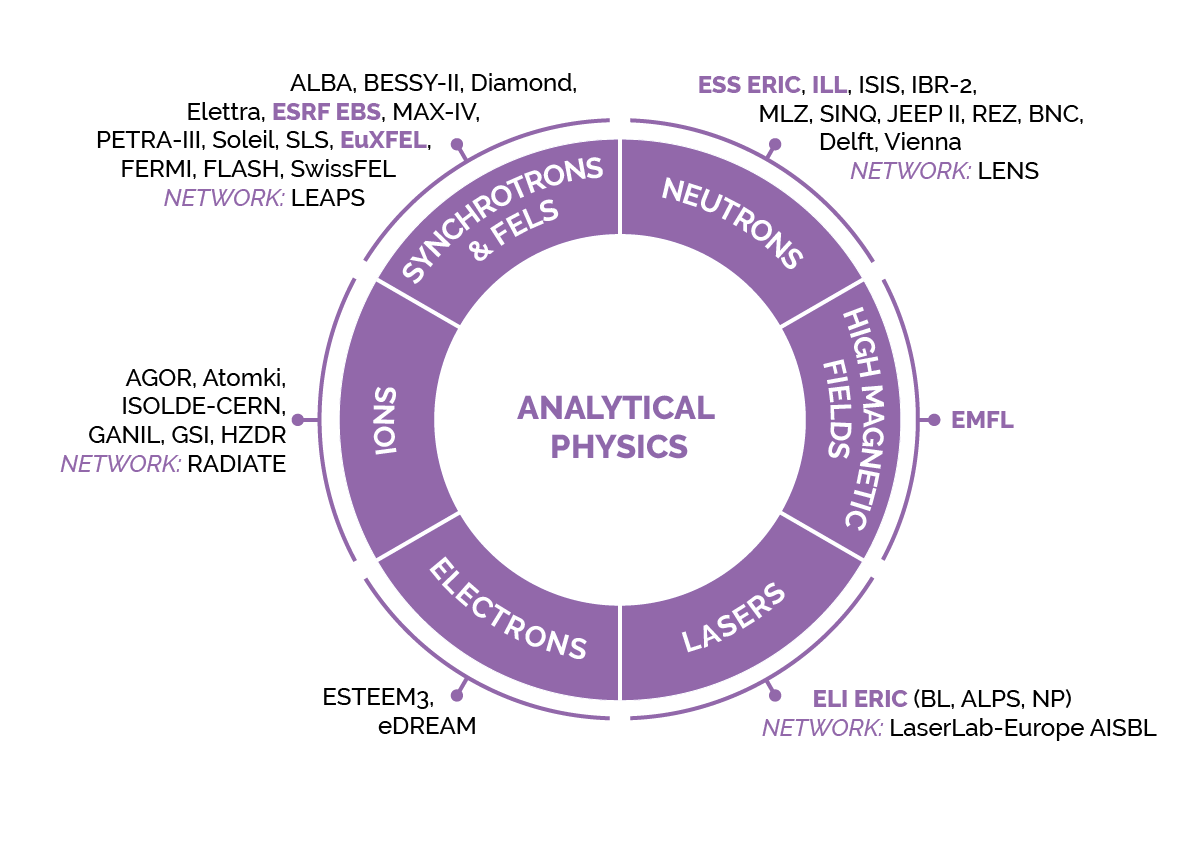 ALBA, BESSY-II, Diamond,
Elettra, ESRF EBS, MAX-IV,
PETRA-III, Soleil, SLS, EuXFEL,
FERMI, FLASH, SwissFEL
NETWORK: LEAPS
ESS ERIC, ILL, ISIS, IBR-2,
MLZ, SINQ, JEEP II, REZ, BNC,
Delft, Vienna
NETWORK: LENS
SYNCHROTRONS
& FELS
NEUTRONS
HIGH MAGNETIC
FIELDS
EMFL
AGOR, Atomki,
ISOLDE-CERN,
GANIL, GSI, HZDR
NETWORK: RADIATE
IONS
ANALYTICAL
PHYSICS
ELECTRONS
LASERS
ESTEEM3,
eDREAM
ELI ERIC (BL, ALPS, NP)
NETWORK: LaserLab-Europe AISBL